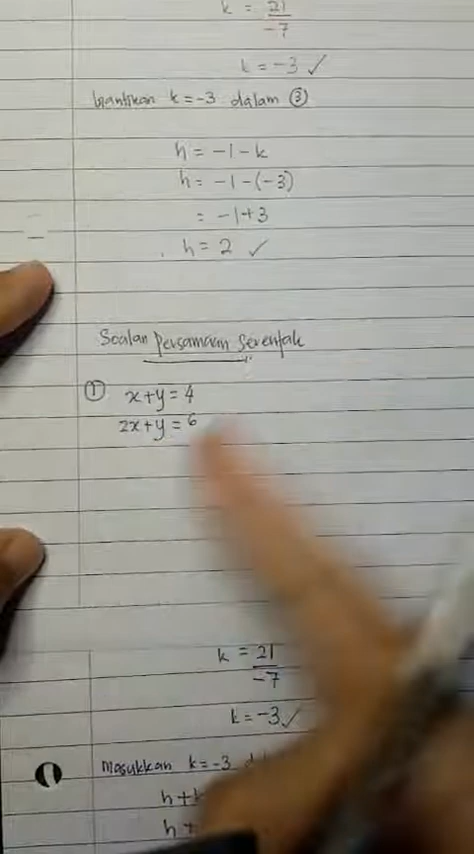 k = 21
-7
k = -3 ✓
Gantikan k = -3 dalam ③
h = -1 - k
h = -1 - (-3)
= -1 + 3
h = 2 ✓
Soalan Persamaan Serentak
① x + y = 4
2x + y = 6
k = 21
-7
k = -3 ✓
Masukkan k = -3
h +
h +